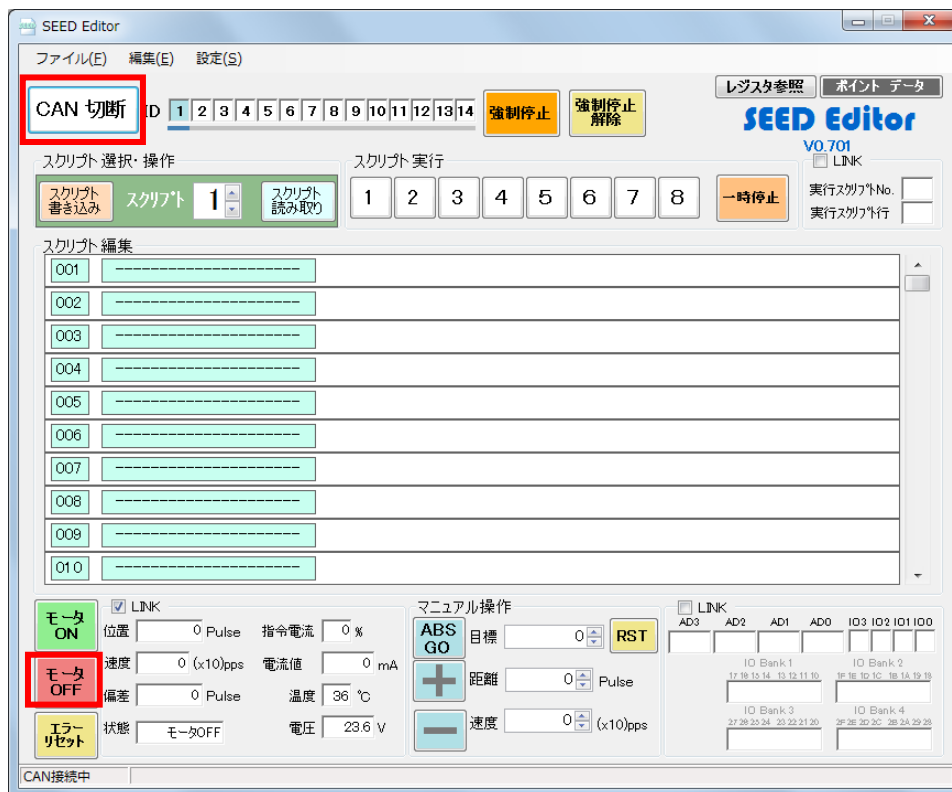 SEED Editor
ファイル(F) 編集(E) 設定(S)
CAN 切断
ID 1 2 3 4 5 6 7 8 9 10 11 12 13 14
強制停止
強制停止
解除
レジスタ参照 ポイント データ
SEED Editor
V0.701
スクリプト 選択・操作
スクリプト
書き込み
スクリプト 1
スクリプト
読み取り
スクリプト 実行
1 2 3 4 5 6 7 8
一時停止
LINK
実行スクリプトNo.
実行スクリプト行
スクリプト 編集
001 --------------------
002 --------------------
003 --------------------
004 --------------------
005 --------------------
006 --------------------
007 --------------------
008 --------------------
009 --------------------
010 --------------------
モータ
ON
モータ
OFF
エラー
リセット
LINK
位置 0 Pulse 指令電流 0 %
速度 0 (x10)pps 電流値 0 mA
偏差 0 Pulse 温度 36 ℃
状態 モータOFF 電圧 23.6 V
マニュアル操作
ABS
GO
目標 0 RST
+ 距離 0 Pulse
- 速度 0 (x10)pps
LINK
AD3 AD2 AD1 AD0 IO3 IO2 IO1 IO0
IO Bank 1 IO Bank 2
IO Bank 3 IO Bank 4
CAN接続中